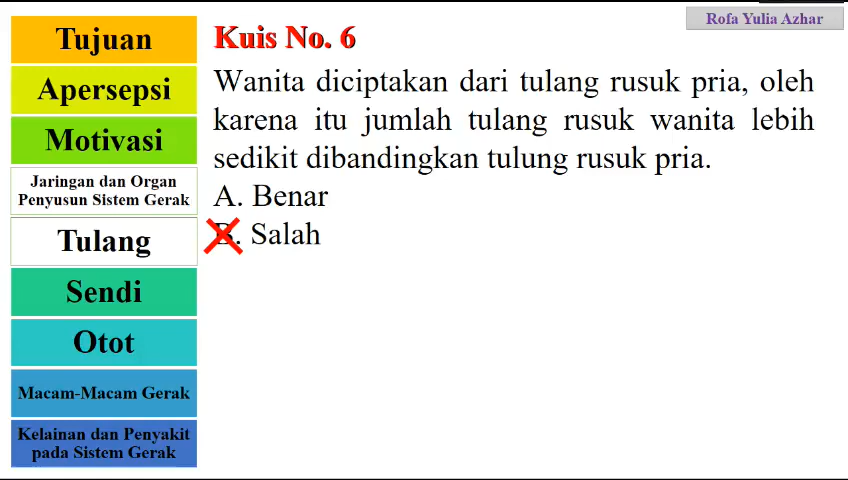 Rofa Yulia Azhar
Tujuan
Apersepsi
Motivasi
Jaringan dan Organ
Penyusun Sistem Gerak
Tulang
Sendi
Otot
Macam-Macam Gerak
Kelainan dan Penyakit
pada Sistem Gerak
Kuis No. 6
Wanita diciptakan dari tulang rusuk pria, oleh
karena itu jumlah tulang rusuk wanita lebih
sedikit dibandingkan tulung rusuk pria.
A. Benar
B. Salah